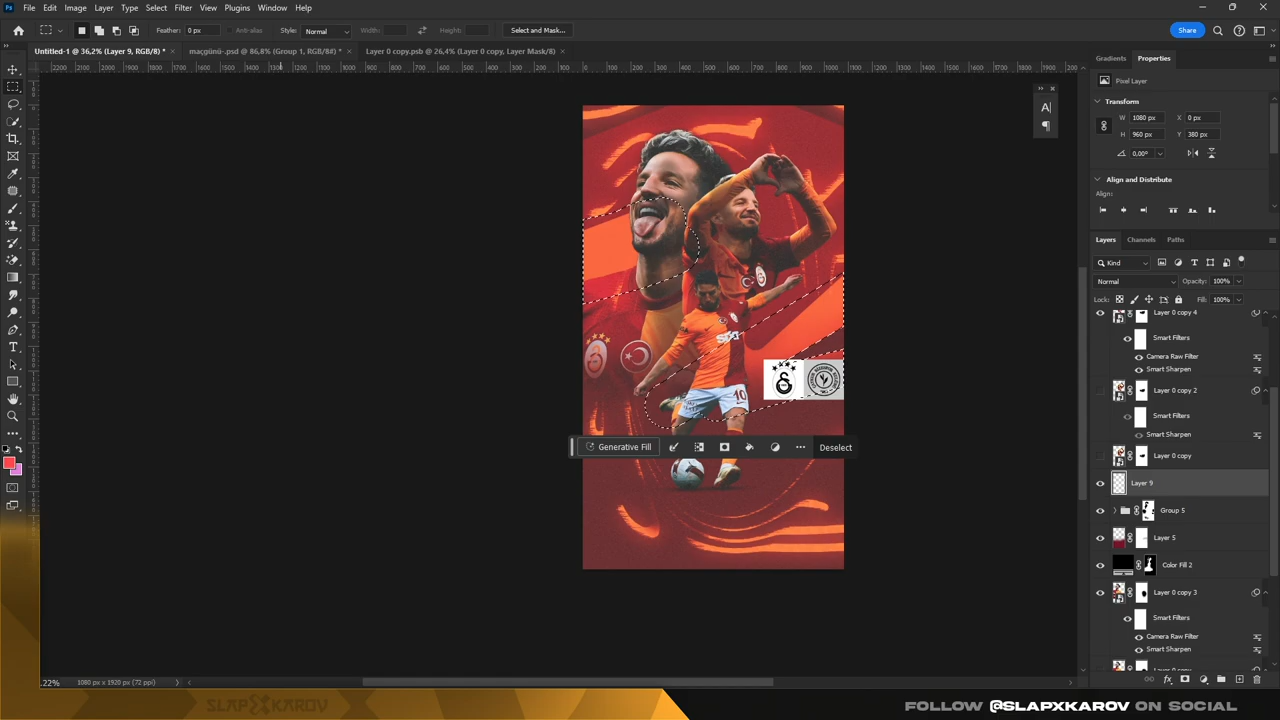 File Edit Image Layer Type Select Filter View Plugins Window Help
Feather: 0 px Anti-alias Style: Normal Width: Height: Select and Mask... Share
Untitled-1 @ 36,2% (Layer 9, RGB/8) * × maçgünü-.psd @ 86,8% (Group 1, RGB/8#) * × Layer 0 copy.psb @ 26,4% (Layer 0 copy, Layer Mask/8) ×
Gradients Properties
Pixel Layer
Transform
W 1080 px X 0 px
H 960 px Y 380 px
0,00°
Align and Distribute
Align:
Layers Channels Paths
Kind
Normal Opacity: 100%
Lock: Fill: 100%
Layer 0 copy 4
Smart Filters
Camera Raw Filter
Smart Sharpen
Layer 0 copy 2
Smart Filters
Smart Sharpen
Layer 0 copy
Layer 9
Group 5
Layer 5
Color Fill 2
Layer 0 copy 3
Smart Filters
Camera Raw Filter
Smart Sharpen
SIXT
10
Generative Fill Deselect
.22% 1080 px x 1920 px (72 ppi)
SLAPXKAROV
FOLLOW @SLAPXKAROV ON SOCIAL